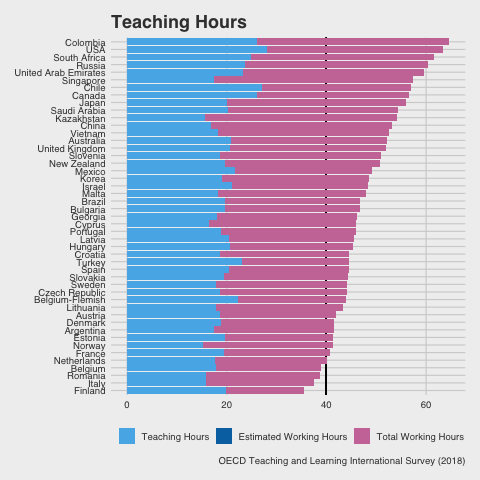 Teaching Hours
Colombia
USA
South Africa
Russia
United Arab Emirates
Singapore
Chile
Canada
Japan
Saudi Arabia
Kazakhstan
China
Vietnam
Australia
United Kingdom
Slovenia
New Zealand
Mexico
Korea
Israel
Malta
Brazil
Bulgaria
Georgia
Cyprus
Portugal
Latvia
Hungary
Croatia
Turkey
Spain
Slovakia
Sweden
Czech Republic
Belgium-Flemish
Lithuania
Austria
Denmark
Argentina
Estonia
Norway
France
Netherlands
Belgium
Romania
Italy
Finland
0 20 40 60
Teaching Hours Estimated Working Hours Total Working Hours
OECD Teaching and Learning International Survey (2018)